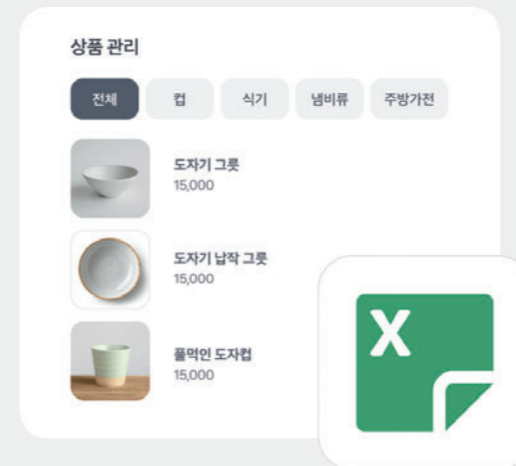 상품 관리
전체 컵 식기 냄비류 주방가전
도자기 그릇
15,000
도자기 납작 그릇
15,000
풀먹인 도자컵
15,000
X